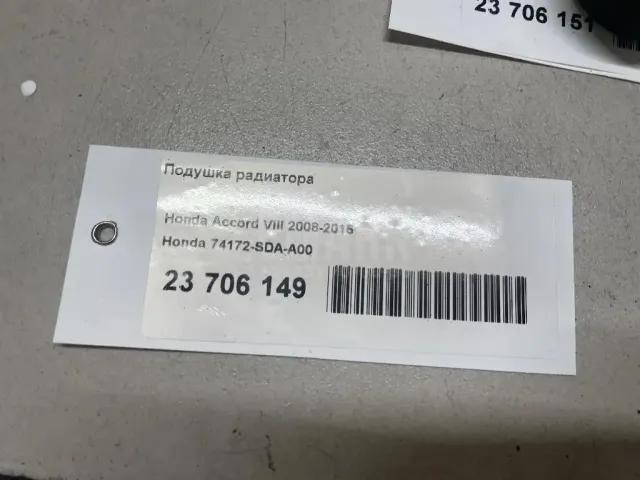 23 706 151
Подушка радиатора
Honda Accord VIII 2008-2015
Honda 74172-SDA-A00
23 706 149